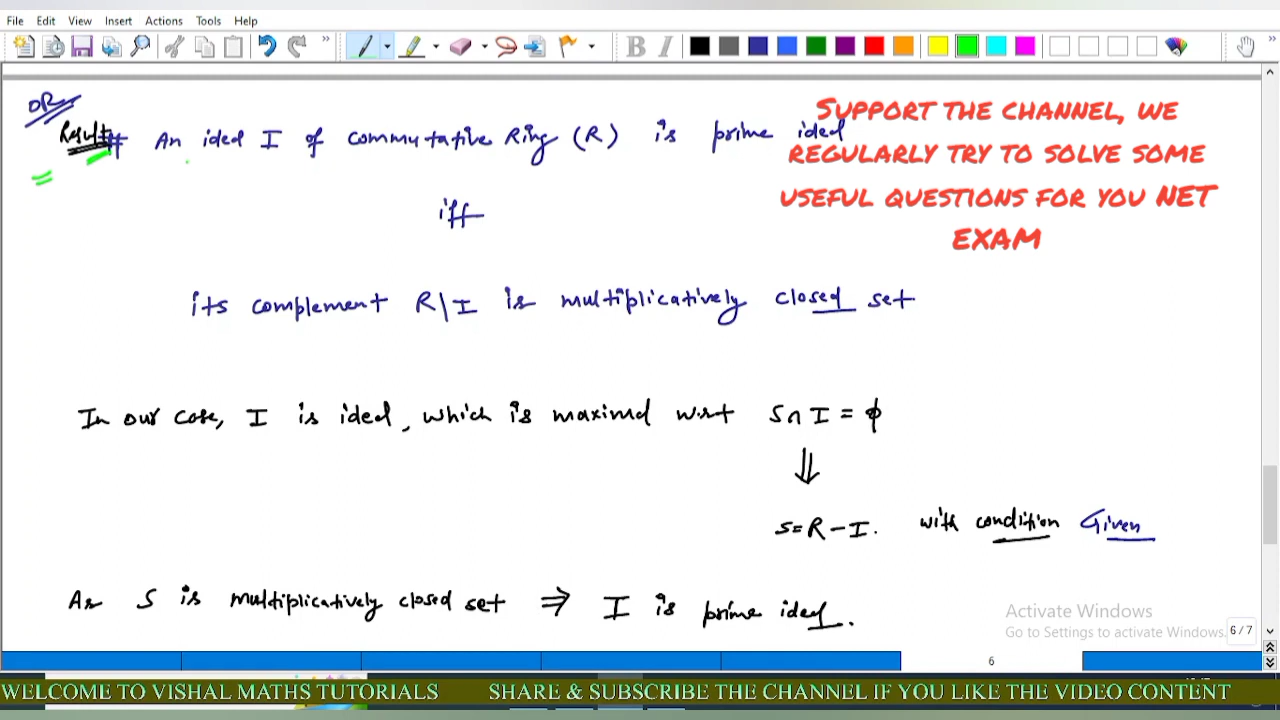 File Edit View Insert Actions Tools Help
OR
Result # An ideal I of commutative Ring (R) is prime ideal
iff
its complement R\I is multiplicatively closed set
SUPPORT THE CHANNEL, WE
REGULARLY TRY TO SOLVE SOME
USEFUL QUESTIONS FOR YOU NET
EXAM
In our case, I is ideal, which is maximal wrt S∩I = ϕ
⇓
S=R-I. with condition Given
As S is multiplicatively closed set ⇒ I is prime ideal.
Activate Windows
Go to Settings to activate Windows.
6 / 7
6
WELCOME TO VISHAL MATHS TUTORIALS SHARE & SUBSCRIBE THE CHANNEL IF YOU LIKE THE VIDEO CONTENT